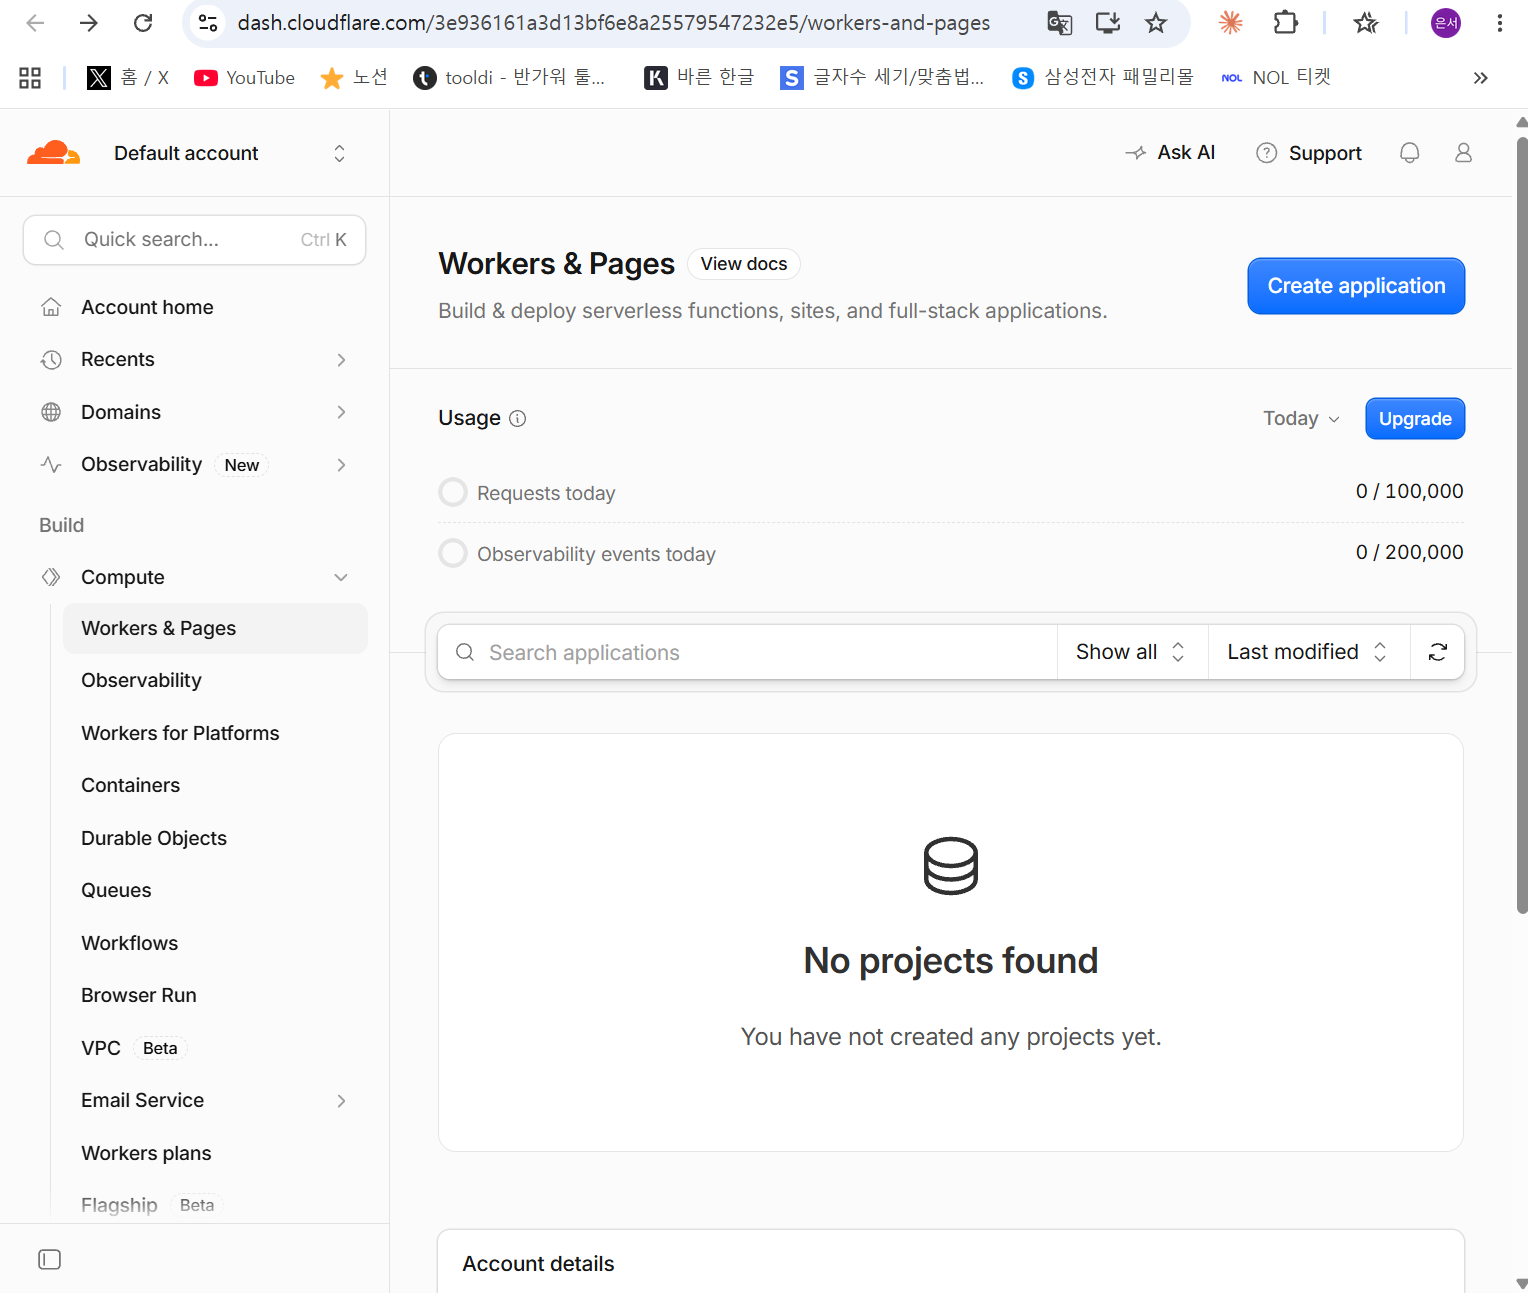 dash.cloudflare.com/3e936161a3d13bf6e8a25579547232e5/workers-and-pages
은서
홈 / X
YouTube
노션
tooldi - 반가워 툴...
바른 한글
글자수 세기/맞춤법...
삼성전자 패밀리몰
NOL NOL 티켓
Default account
Ask AI
Support
Quick search...
Ctrl K
Account home
Recents
Domains
Observability New
Build
Compute
Workers & Pages
Observability
Workers for Platforms
Containers
Durable Objects
Queues
Workflows
Browser Run
VPC Beta
Email Service
Workers plans
Flagship Beta
Workers & Pages View docs
Build & deploy serverless functions, sites, and full-stack applications.
Create application
Usage
Today
Upgrade
Requests today 0 / 100,000
Observability events today 0 / 200,000
Search applications
Show all
Last modified
No projects found
You have not created any projects yet.
Account details